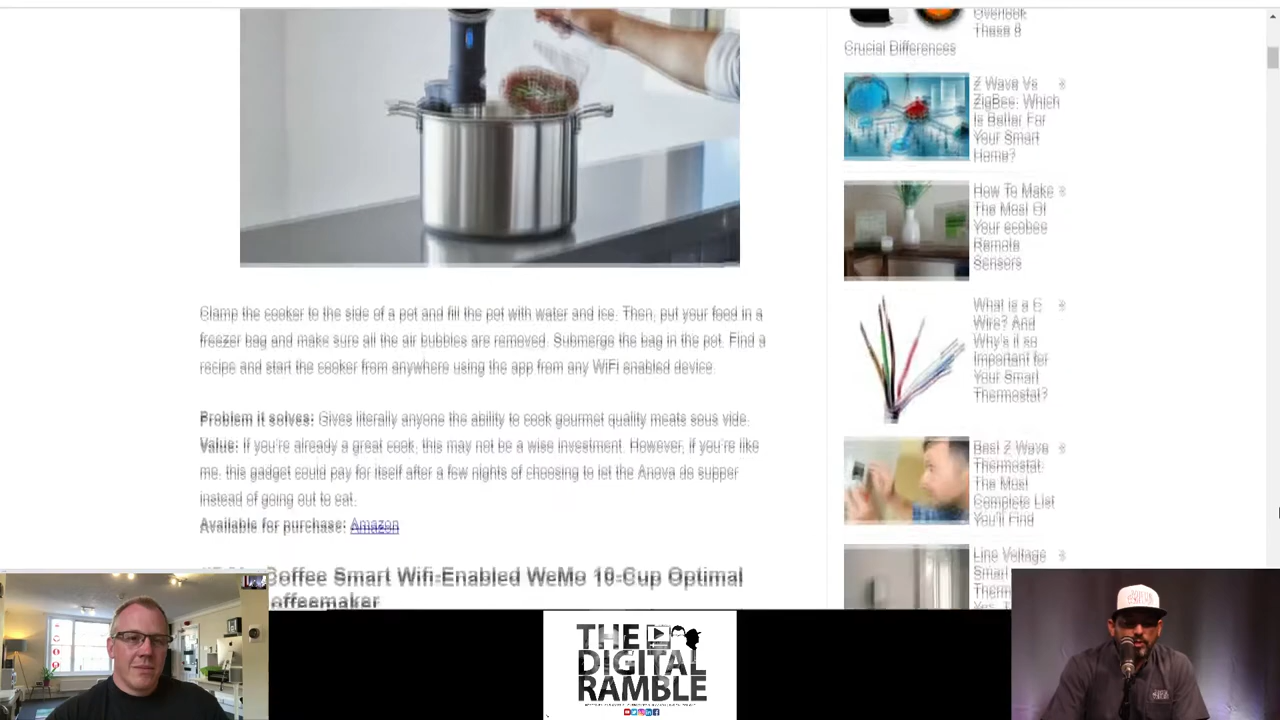 Clamp the cooker to the side of a pot and fill the pot with water and ice. Then, put your food in a
freezer bag and make sure all the air bubbles are removed. Submerge the bag in the pot. Find a
recipe and start the cooker from anywhere using the app from any WiFi enabled device.
Problem it solves: Gives literally anyone the ability to cook gourmet quality meats sous vide.
Value: If you're already a great cook, this may not be a wise investment. However, if you're like
me, this gadget could pay for itself after a few nights of choosing to let the Anova do supper
instead of going out to eat.
Available for purchase: Amazon
Coffee Smart Wifi-Enabled WeMo 10-Cup Optimal
offeemaker
Overlook
These 8
Crucial Differences
Z Wave Vs
ZigBee: Which
Is Better For
Your Smart
Home?
How To Make
The Most Of
Your ecobee
Remote
Sensors
What is a C
Wire? And
Why's it so
Important for
Your Smart
Thermostat?
Best Z Wave
Thermostat:
The Most
Complete List
You'll Find
Line Voltage
Smart
THE
DIGITAL
RAMBLE